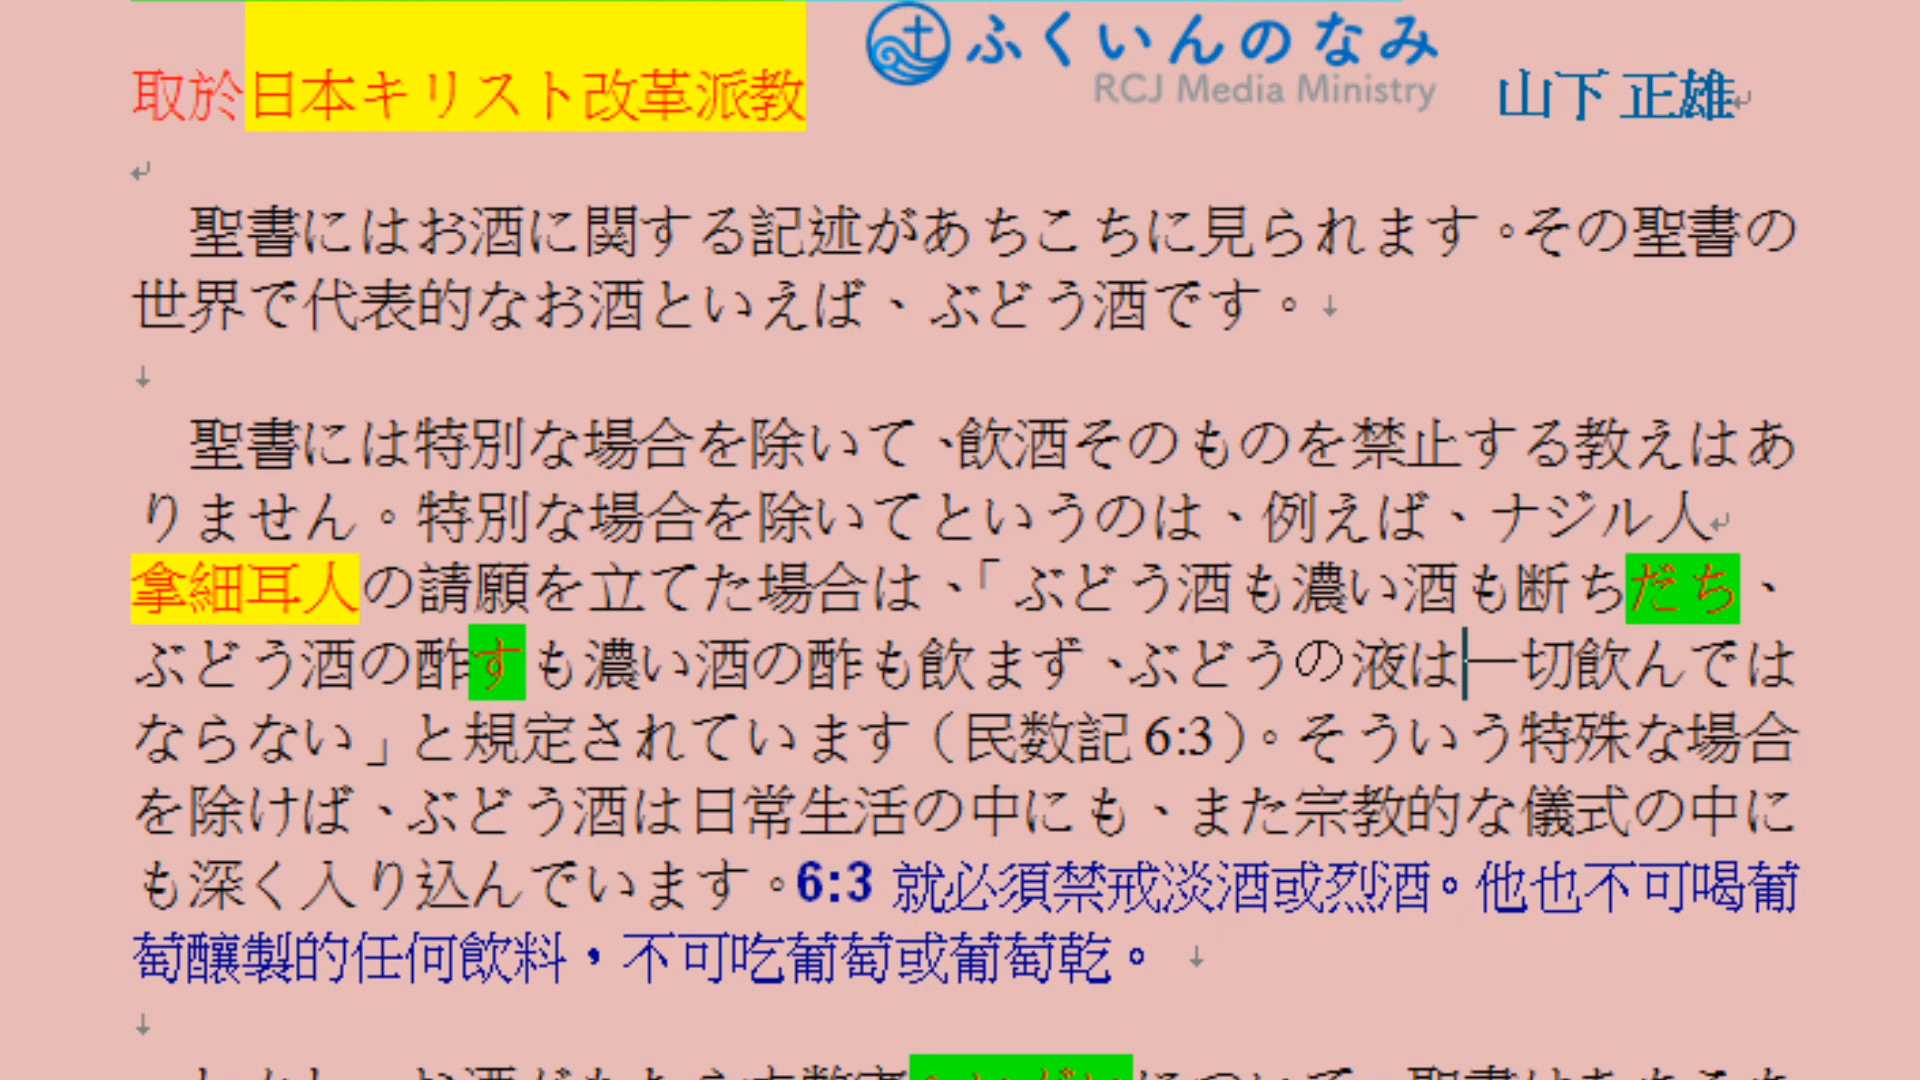 ふくいんのなみ
取於日本キリスト改革派教 RCJ Media Ministry 山下 正雄
聖書にはお酒に関する記述があちこちに見られます。その聖書の
世界で代表的なお酒といえば、ぶどう酒です。
聖書には特別な場合を除いて、飲酒そのものを禁止する教えはあ
りません。特別な場合を除いてというのは、例えば、ナジル人
拿細耳人の請願を立てた場合は、「ぶどう酒も濃い酒も断ちだち、
ぶどう酒の酢すも濃い酒の酢も飲まず、ぶどうの液は一切飲んでは
ならない」と規定されています（民数記 6:3）。そういう特殊な場合
を除けば、ぶどう酒は日常生活の中にも、また宗教的な儀式の中に
も深く入り込んでいます。6:3 就必須禁戒淡酒或烈酒。他也不可喝葡
萄釀製的任何飲料，不可吃葡萄或葡萄乾。